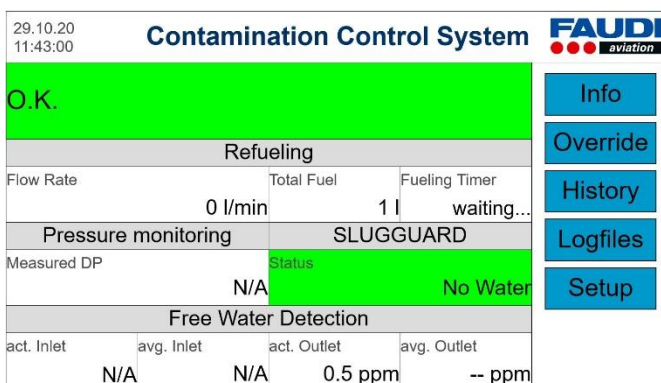 29.10.20
11:43:00
Contamination Control System
FAUDI
aviation
O.K.
Info
Override
History
Logfiles
Setup
Refueling
Flow Rate Total Fuel Fueling Timer
0 l/min 1 l waiting...
Pressure monitoring SLUGGUARD
Measured DP Status
N/A No Water
Free Water Detection
act. Inlet avg. Inlet act. Outlet avg. Outlet
N/A N/A 0.5 ppm -- ppm